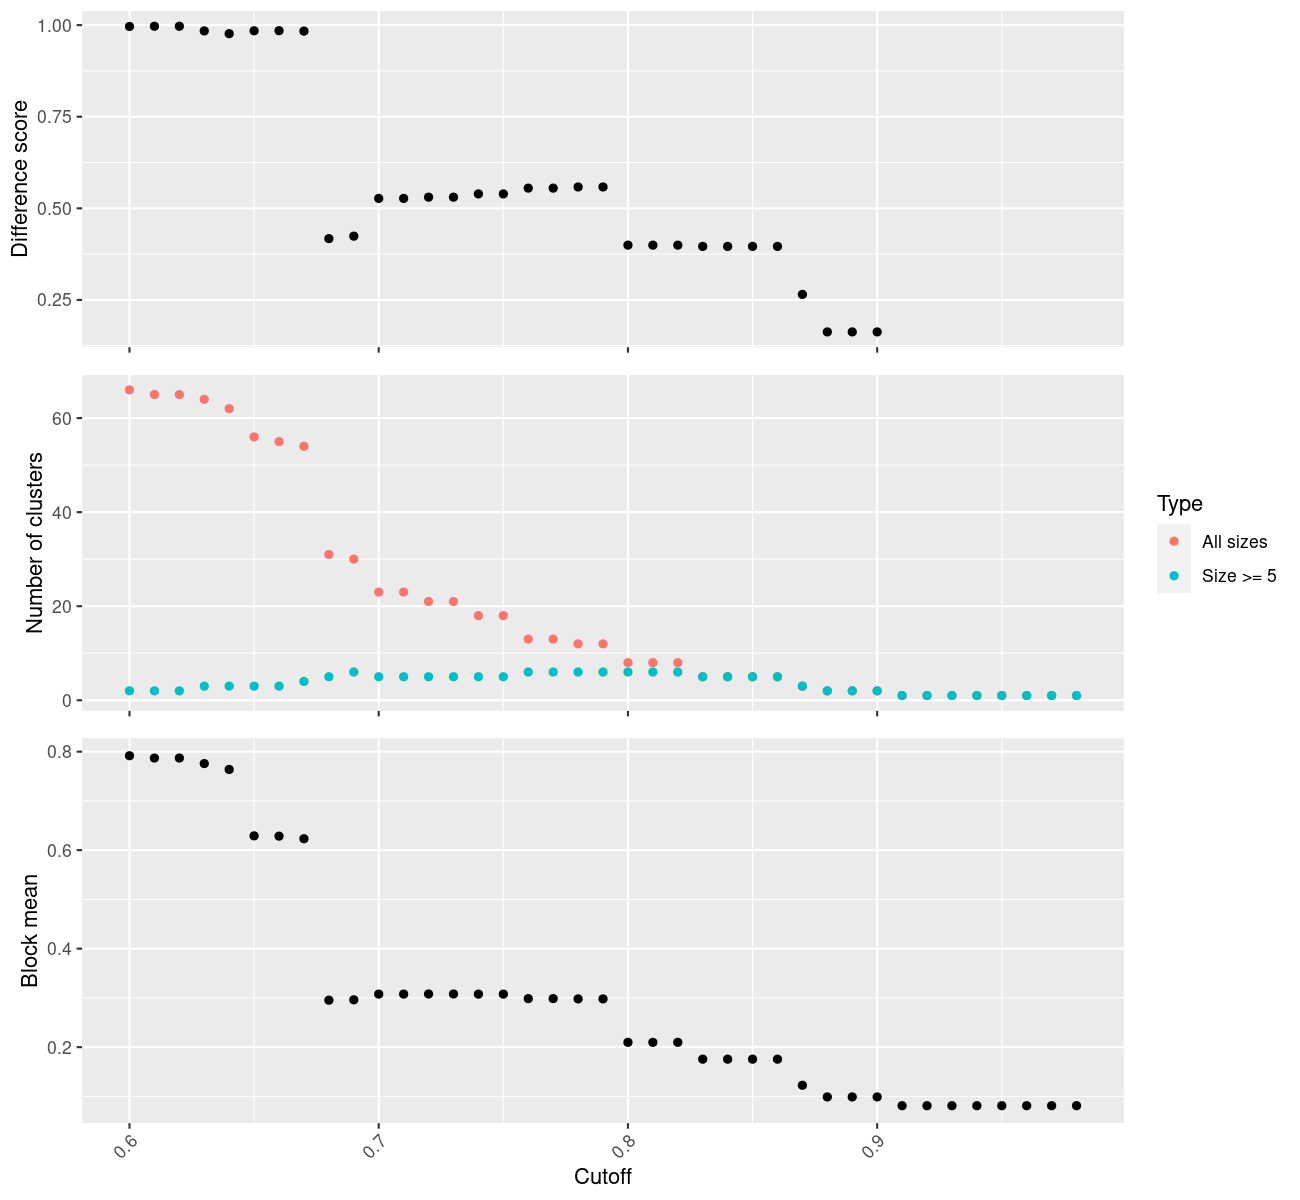 1.00
0.75
0.50
0.25
Difference score
60
40
20
0
Number of clusters
Type
All sizes
Size >= 5
0.8
0.6
0.4
0.2
Block mean
0.6 0.7 0.8 0.9
Cutoff